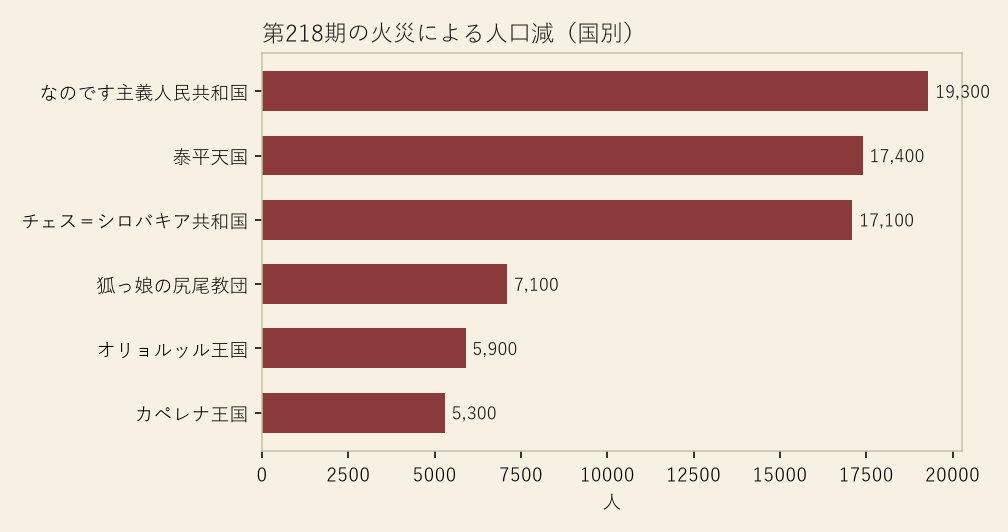 第218期の火災による人口減（国別）
なのです主義人民共和国
19,300
泰平天国
17,400
チェス＝シロバキア共和国
17,100
狐っ娘の尻尾教団
7,100
オリョルッル王国
5,900
カペレナ王国
5,300
0 2500 5000 7500 10000 12500 15000 17500 20000
人